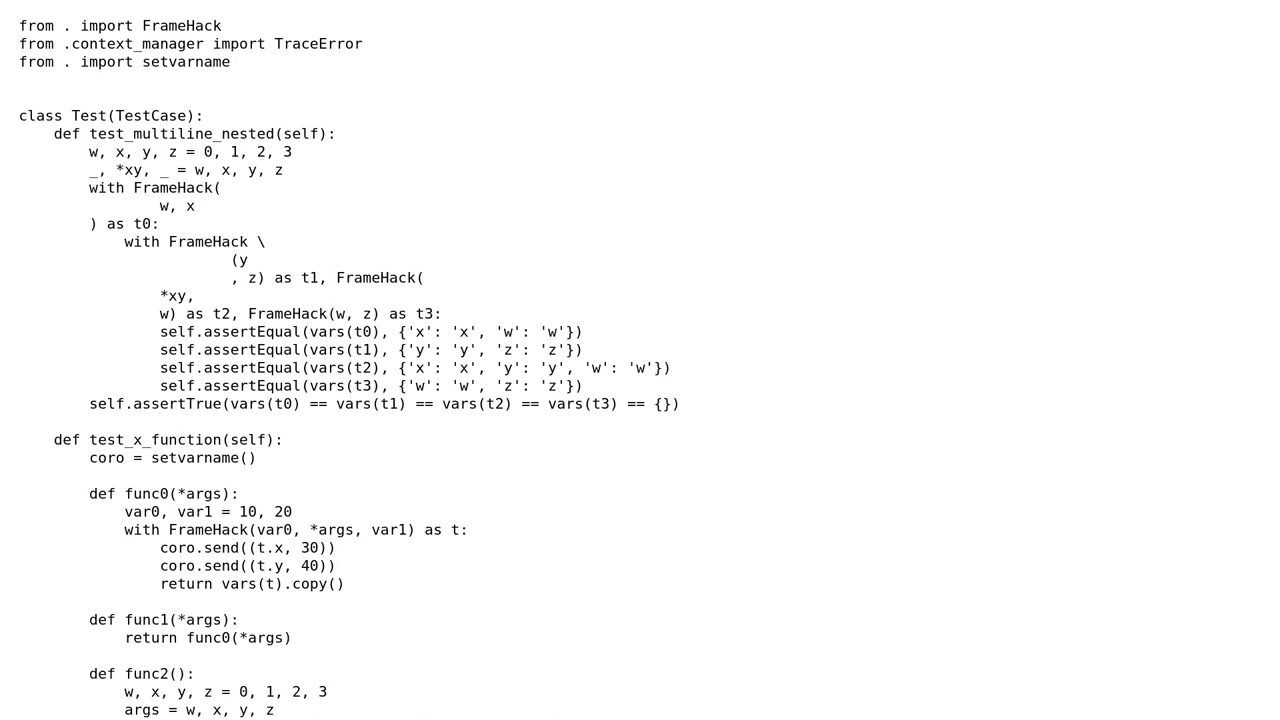 from . import FrameHack
from .context_manager import TraceError
from . import setvarname


class Test(TestCase):
    def test_multiline_nested(self):
        w, x, y, z = 0, 1, 2, 3
        _, *xy, _ = w, x, y, z
        with FrameHack(
                w, x
        ) as t0:
            with FrameHack \
                        (y
                        , z) as t1, FrameHack(
                *xy,
                w) as t2, FrameHack(w, z) as t3:
                self.assertEqual(vars(t0), {'x': 'x', 'w': 'w'})
                self.assertEqual(vars(t1), {'y': 'y', 'z': 'z'})
                self.assertEqual(vars(t2), {'x': 'x', 'y': 'y', 'w': 'w'})
                self.assertEqual(vars(t3), {'w': 'w', 'z': 'z'})
        self.assertTrue(vars(t0) == vars(t1) == vars(t2) == vars(t3) == {})

    def test_x_function(self):
        coro = setvarname()

        def func0(*args):
            var0, var1 = 10, 20
            with FrameHack(var0, *args, var1) as t:
                coro.send((t.x, 30))
                coro.send((t.y, 40))
                return vars(t).copy()

        def func1(*args):
            return func0(*args)

        def func2():
            w, x, y, z = 0, 1, 2, 3
            args = w, x, y, z